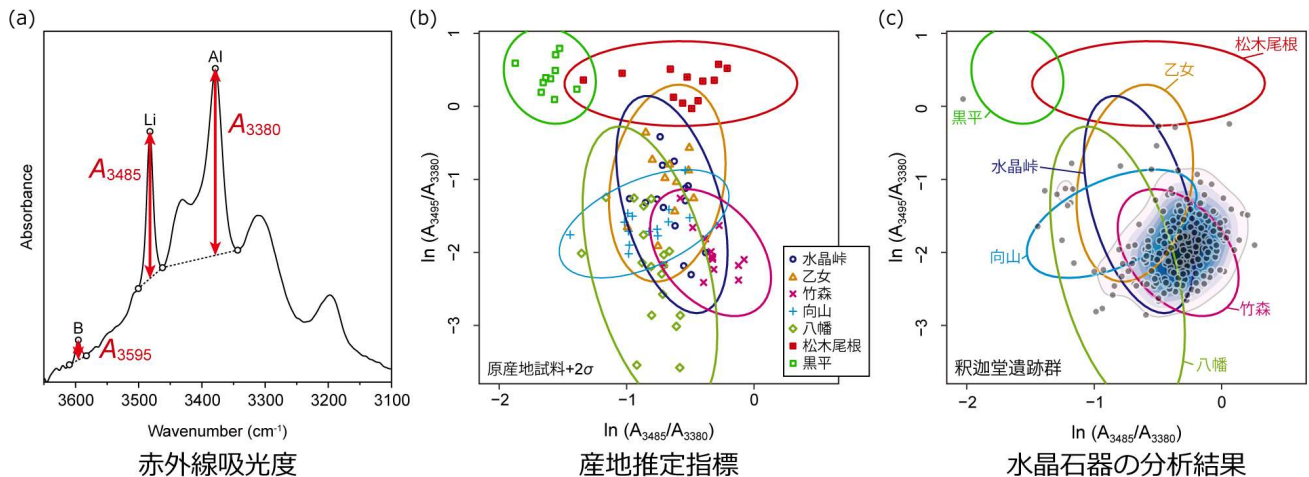 (a)
Al
Li
A3380
A3485
B
A3595
Absorbance
3600
3500
3400
3300
3200
3100
Wavenumber (cm-1)
赤外線吸光度
(b)
1
0
−1
−2
−3
ln (A3495/A3380)
水晶峠
乙女
竹森
向山
八幡
松木尾根
黒平
原産地試料+2σ
−2
−1
0
ln (A3485/A3380)
産地推定指標
(c)
松木尾根
乙女
黒平
水晶峠
向山
竹森
八幡
釈迦堂遺跡群
1
0
−1
−2
−3
ln (A3495/A3380)
−2
−1
0
ln (A3485/A3380)
水晶石器の分析結果